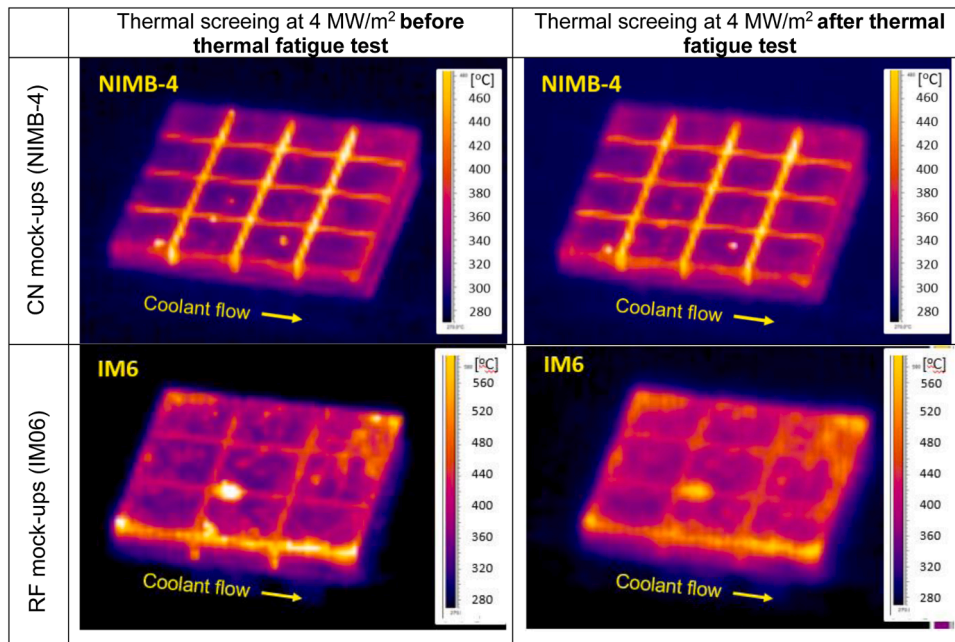 Thermal screeing at 4 MW/m² before
thermal fatigue test
Thermal screeing at 4 MW/m² after thermal
fatigue test
CN mock-ups (NIMB-4)
NIMB-4
[°C]
460
440
420
400
380
360
340
320
300
280
Coolant flow
NIMB-4
[°C]
460
440
420
400
380
360
340
320
300
280
Coolant flow
RF mock-ups (IM06)
IM6
[°C]
560
520
480
440
400
360
320
280
Coolant flow
IM6
[°C]
560
520
480
440
400
360
320
280
Coolant flow